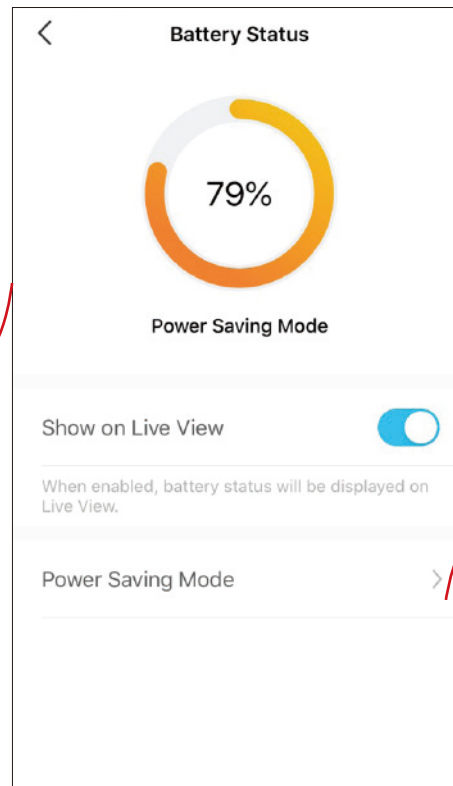 Battery Status
79%
Power Saving Mode
Show on Live View
When enabled, battery status will be displayed on
Live View.
Power Saving Mode